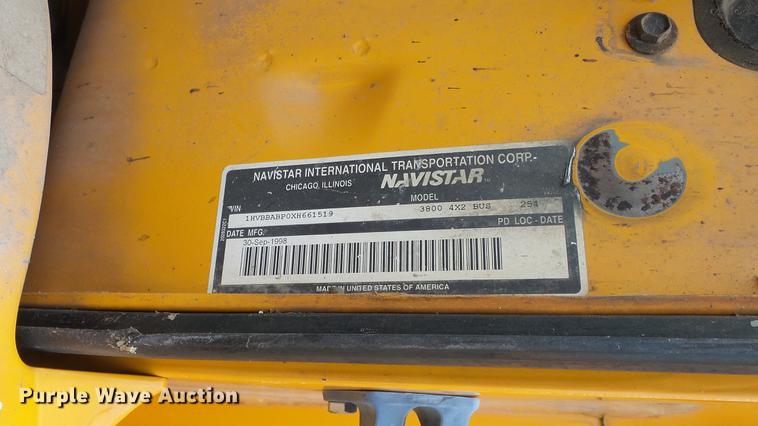 NAVISTAR INTERNATIONAL TRANSPORTATION CORP.
CHICAGO, ILLINOIS NAVISTAR
VIN MODEL
1HVBBABP0XH661519 3800 4X2 BUS 254
DATE MFG. PD LOC - DATE
30-Sep-1998
MADE IN UNITED STATES OF AMERICA
Purple Wave Auction